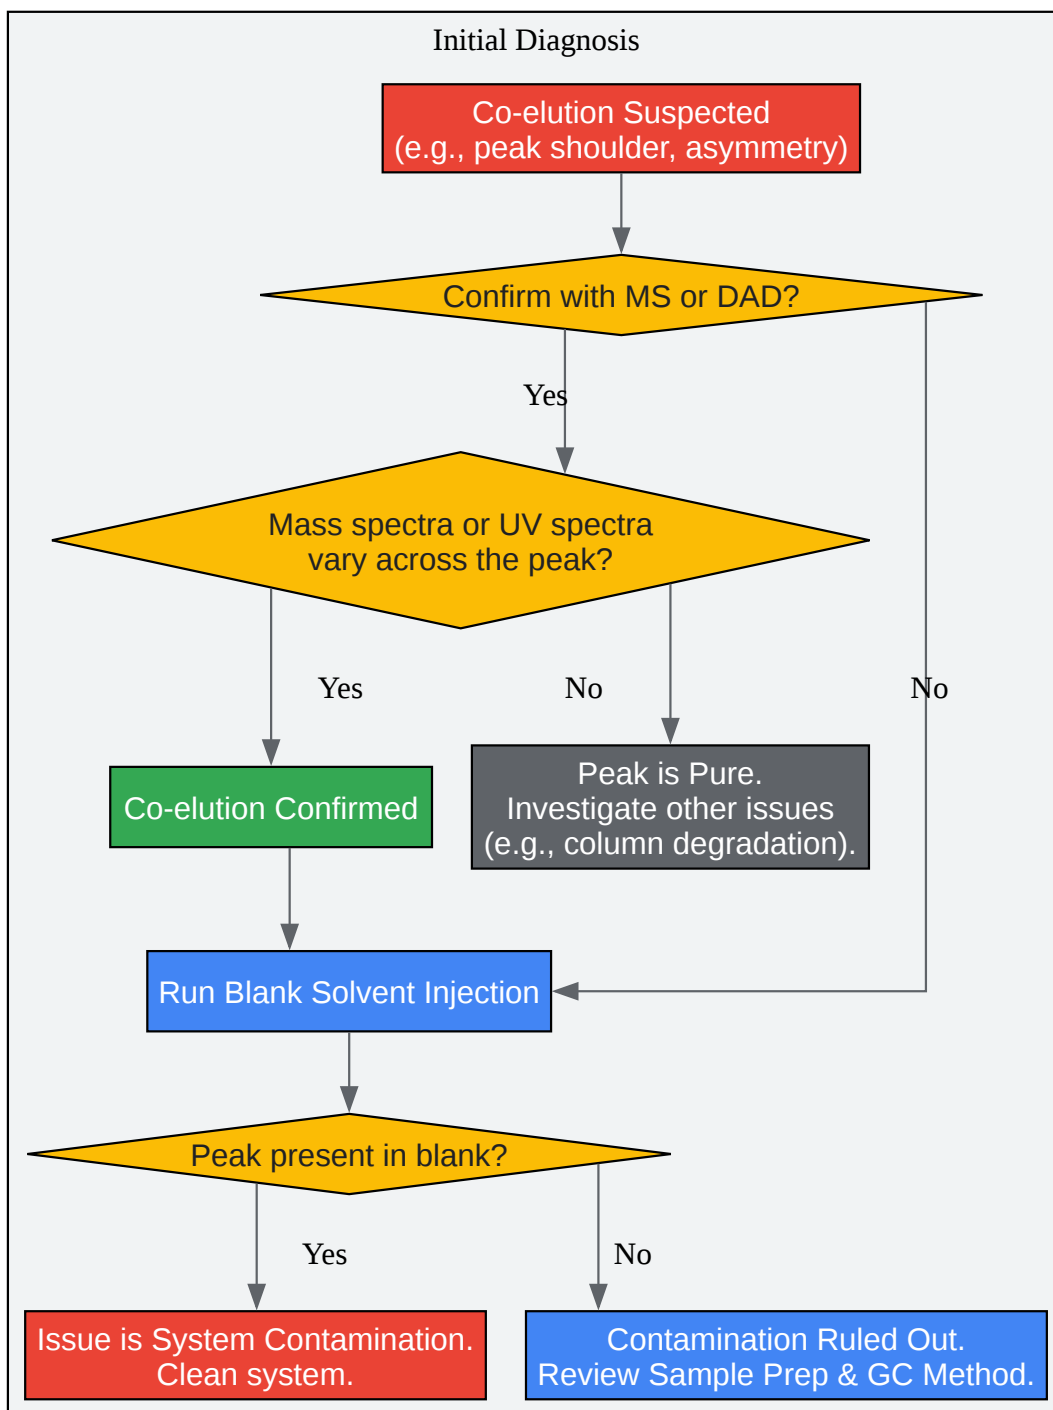 Initial Diagnosis
Co-elution Suspected
(e.g., peak shoulder, asymmetry)
Confirm with MS or DAD?
Yes
Mass spectra or UV spectra
vary across the peak?
Yes
No
No
Co-elution Confirmed
Peak is Pure.
Investigate other issues
(e.g., column degradation).
Run Blank Solvent Injection
Peak present in blank?
Yes
No
Issue is System Contamination.
Clean system.
Contamination Ruled Out.
Review Sample Prep & GC Method.